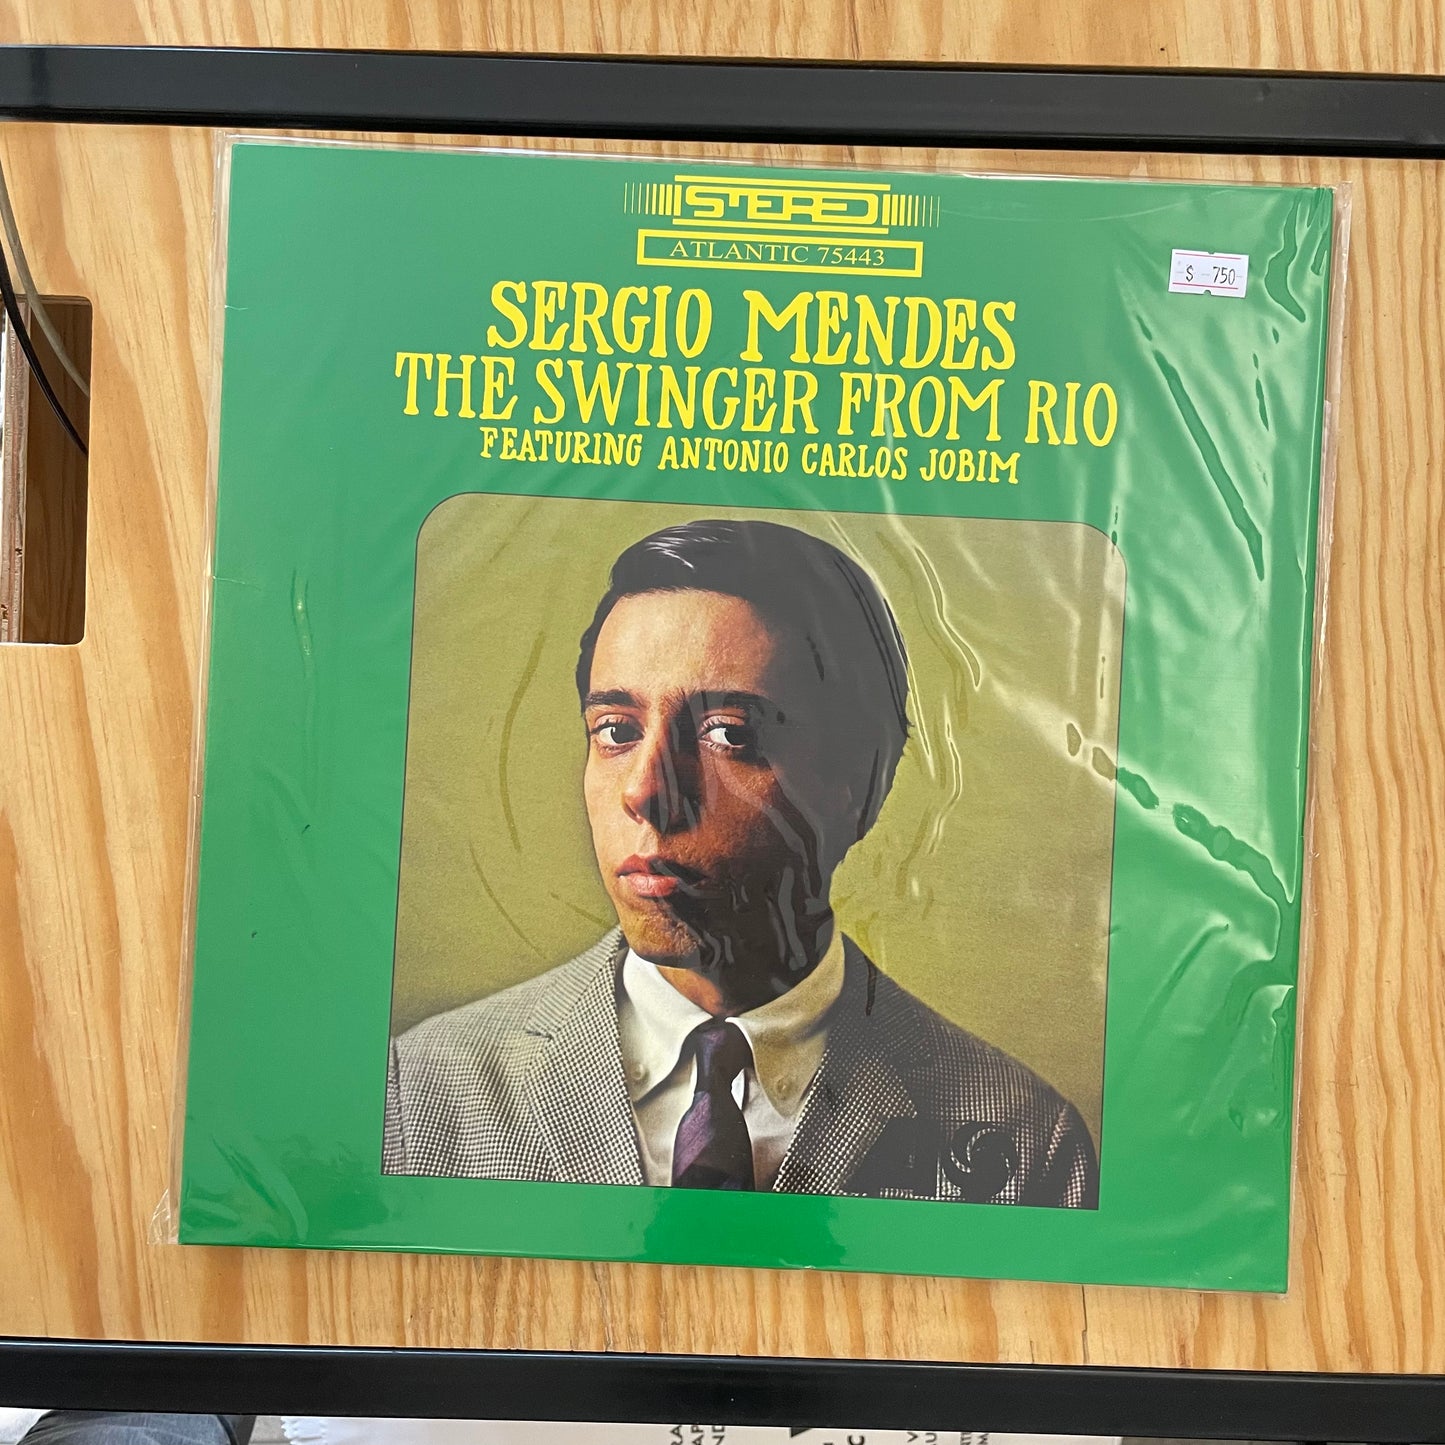 STEREO
ATLANTIC 75443
$ 750
SERGIO MENDES
THE SWINGER FROM RIO
FEATURING ANTONIO CARLOS JOBIM